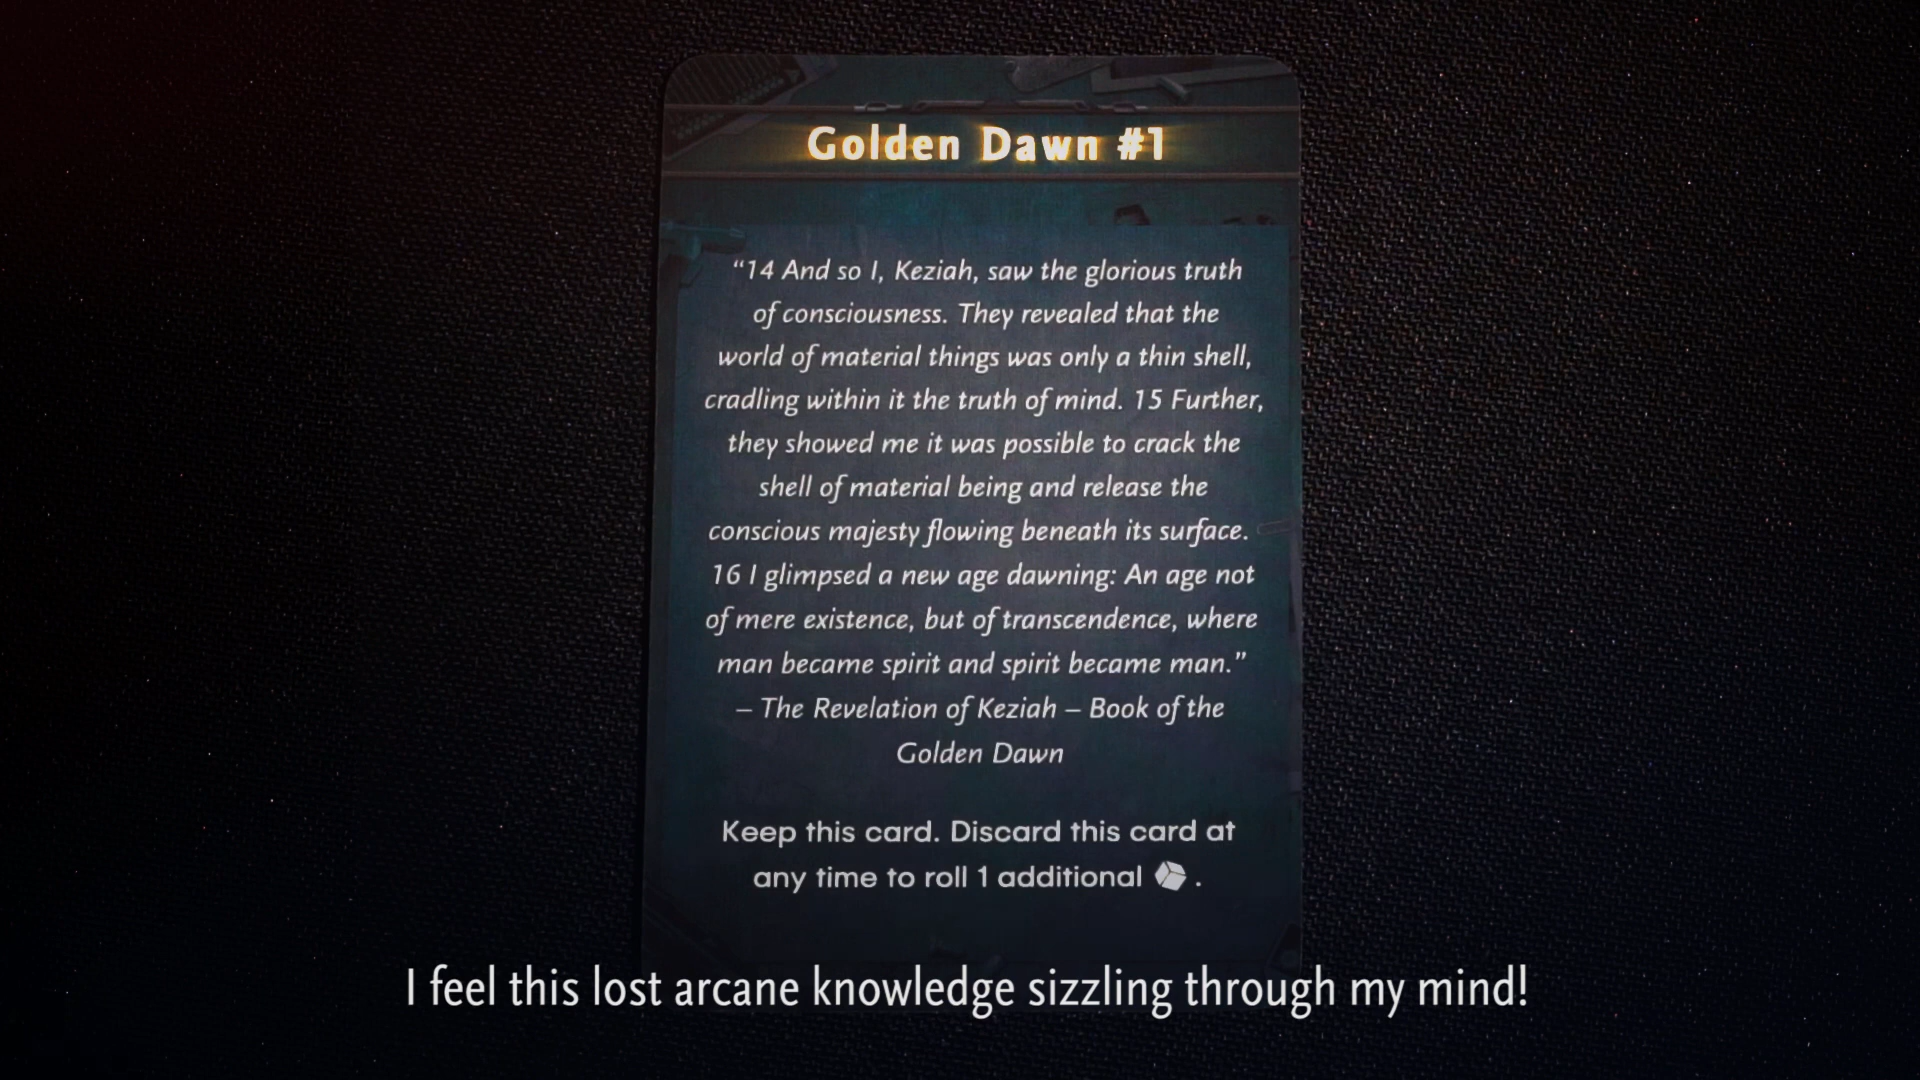 Golden Dawn #1
“14 And so I, Keziah, saw the glorious truth
of consciousness. They revealed that the
world of material things was only a thin shell,
cradling within it the truth of mind. 15 Further,
they showed me it was possible to crack the
shell of material being and release the
conscious majesty flowing beneath its surface.
16 I glimpsed a new age dawning: An age not
of mere existence, but of transcendence, where
man became spirit and spirit became man.”
– The Revelation of Keziah – Book of the
Golden Dawn
Keep this card. Discard this card at
any time to roll 1 additional .
I feel this lost arcane knowledge sizzling through my mind!